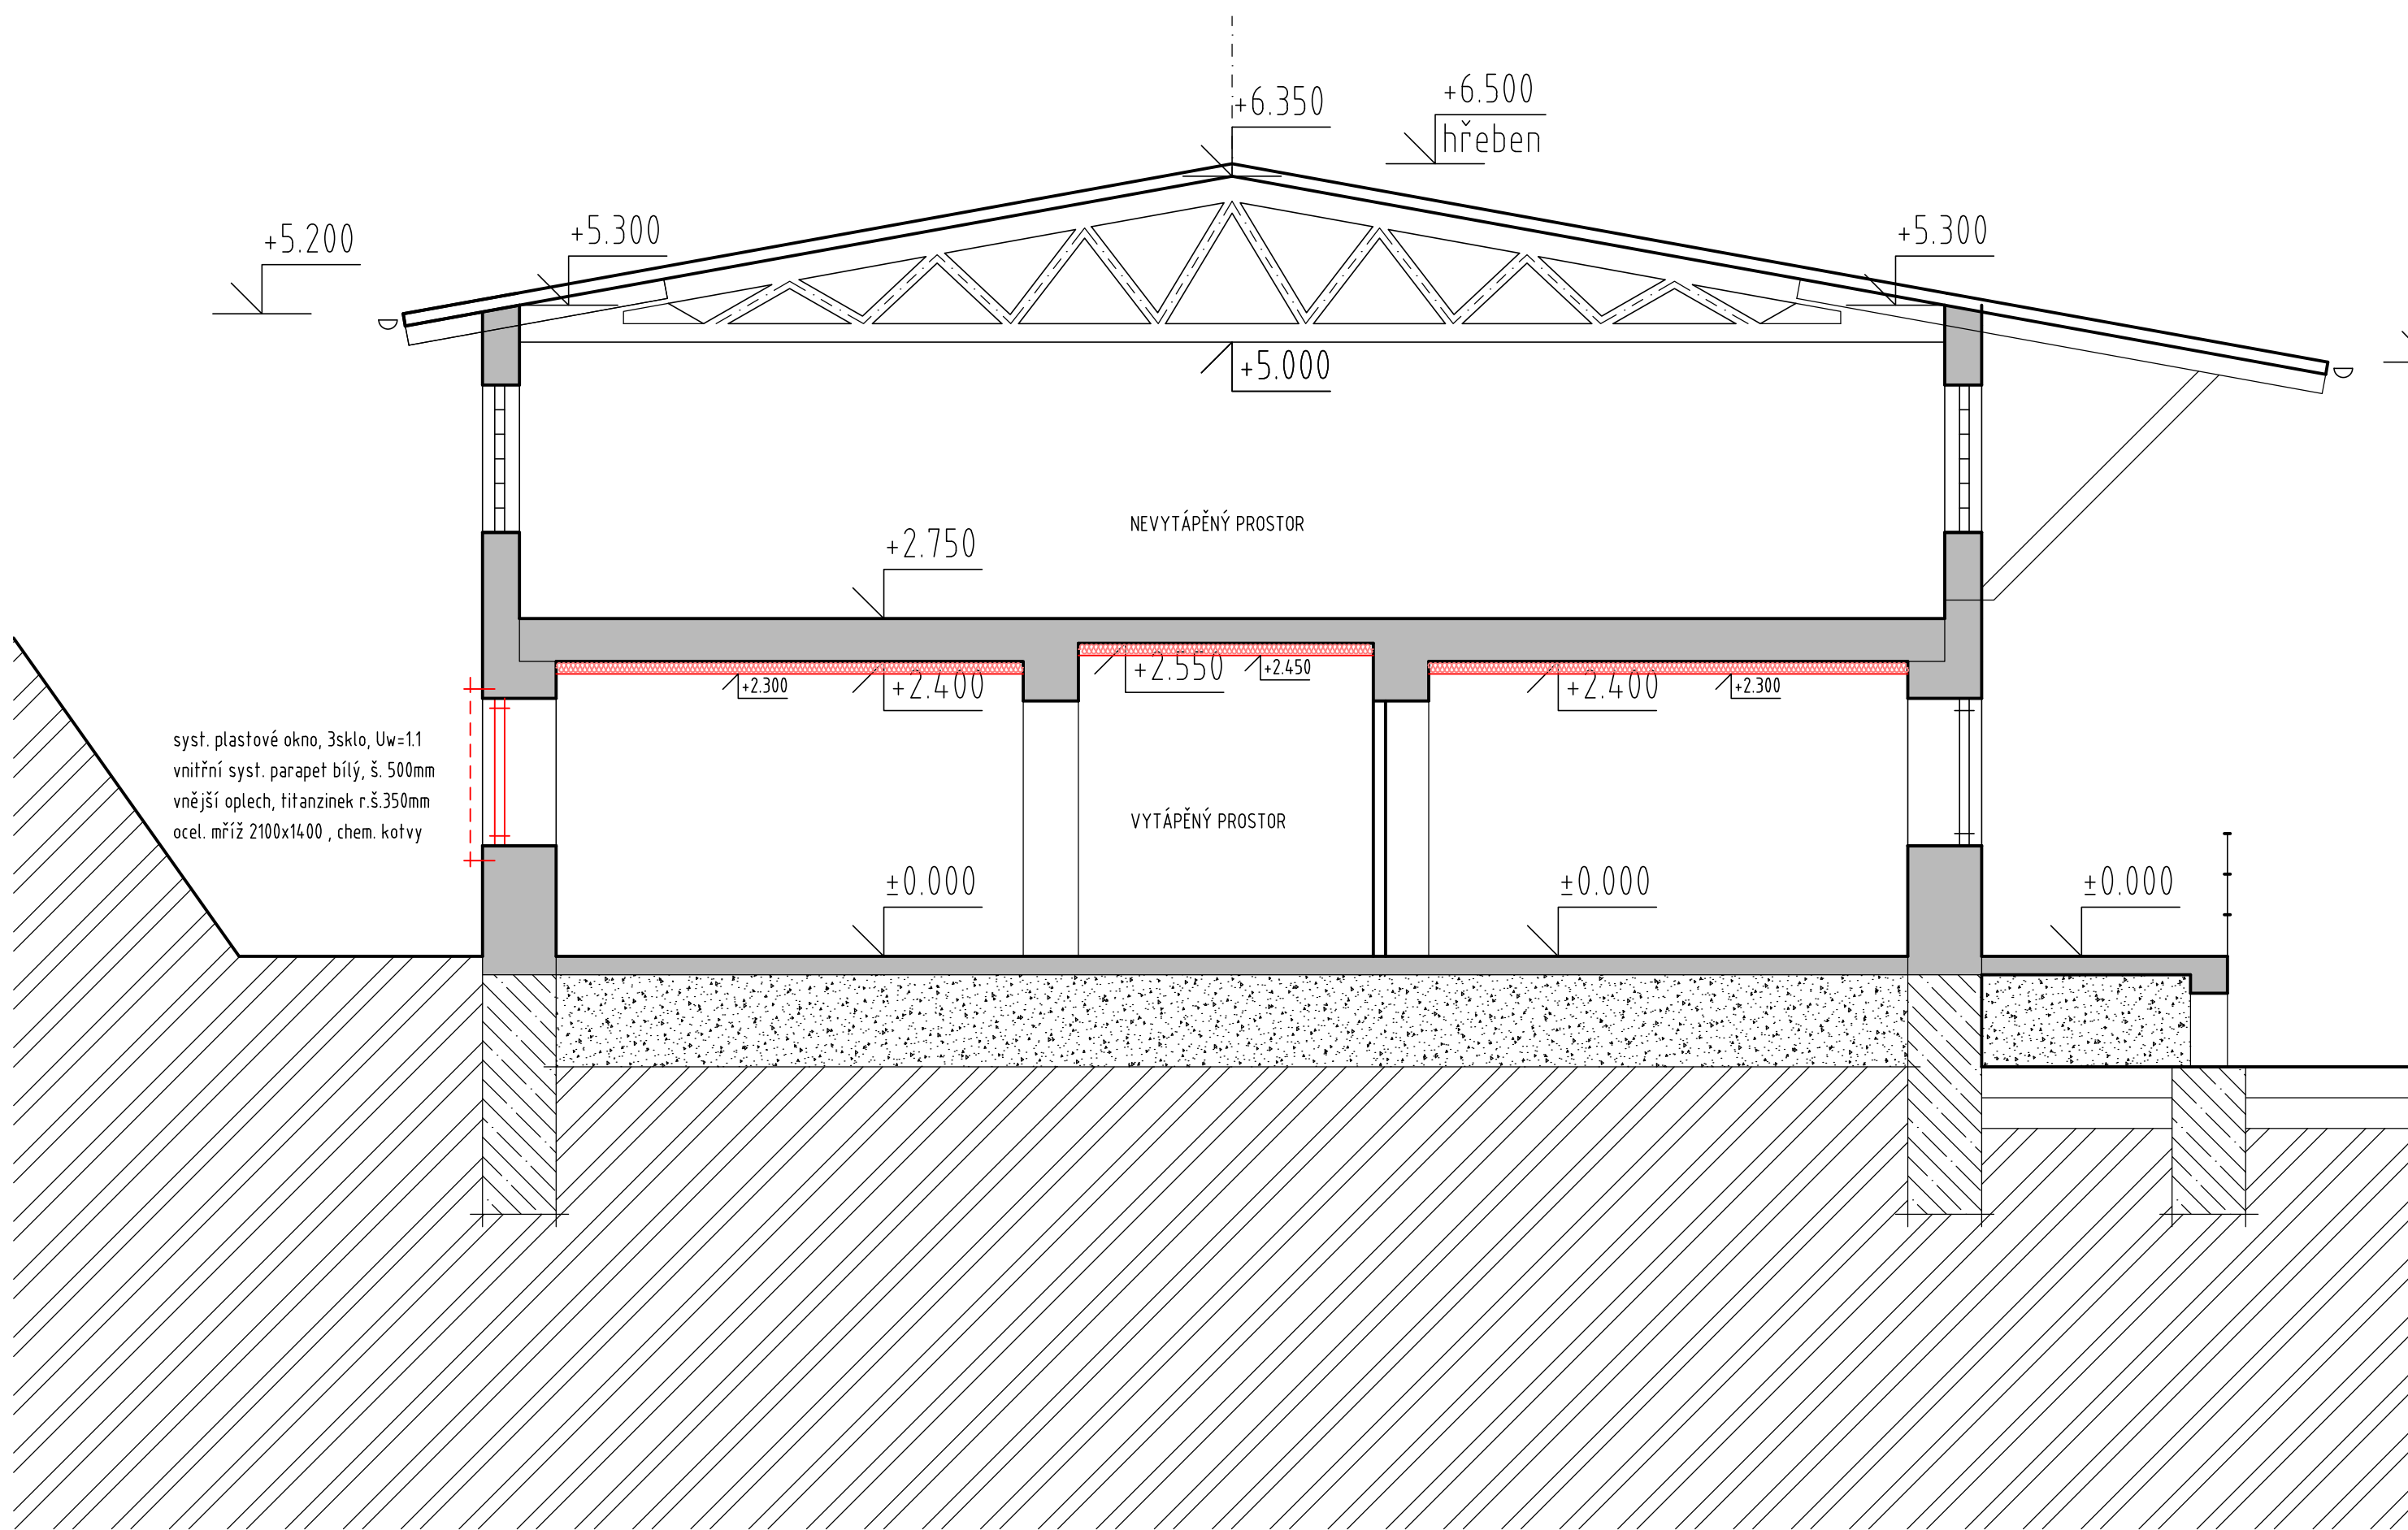 +6.350
+6.500
hřeben
+5.200
+5.300
+5.300
+5.000
NEVYTÁPĚNÝ PROSTOR
+2.750
+2.300
+2.400
+2.550
+2.450
+2.400
+2.300
syst. plastové okno, 3sklo, Uw=1.1
vnitřní syst. parapet bílý, š. 500mm
vnější oplech, titanzinek r.š.350mm
ocel. mříž 2100x1400 , chem. kotvy
VYTÁPĚNÝ PROSTOR
±0.000
±0.000
±0.000